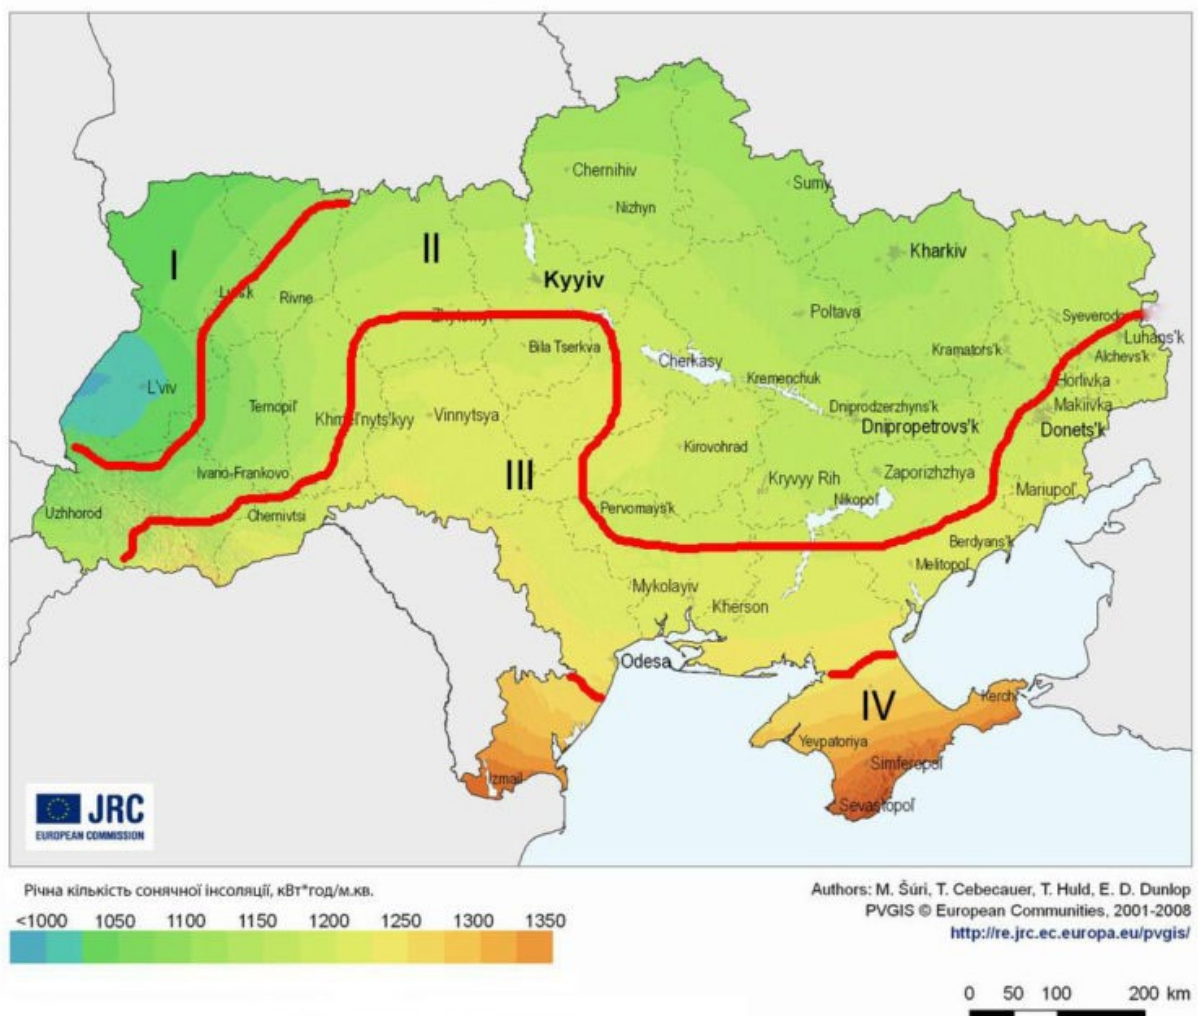 Chernihiv
Sumy
Nizhyn
I
II
Kharkiv
Kyyiv
Luts'k
Rivne
Zhytomyr
Poltava
Syeverodo
Luhans'k
Bila Tserkva
Kramators'k
Alchevs'k
Cherkasy
L'viv
Kremenchuk
Horlivka
Ternopil'
Dniprodzerzhyns'k
Makiivka
Khmel'nyts'kyy
Vinnytsya
Dnipropetrovs'k
Donets'k
Kirovohrad
Ivano-Frankovo
III
Kryvyy Rih
Zaporizhzhya
Mariupol'
Nikopol'
Uzhhorod
Chernivtsi
Pervomays'k
Berdyans'k
Melitopol'
Mykolayiv
Kherson
Odesa
Kerch
IV
Yevpatoriya
Simferopol'
Izmail
Sevastopol'
JRC
EUROPEAN COMMISSION
Річна кількість сонячної інсоляції, кВт*год/м.кв.
<1000 1050 1100 1150 1200 1250 1300 1350
Authors: M. Šúri, T. Cebecauer, T. Huld, E. D. Dunlop
PVGIS © European Communities, 2001-2008
http://re.jrc.ec.europa.eu/pvgis/
0 50 100 200 km